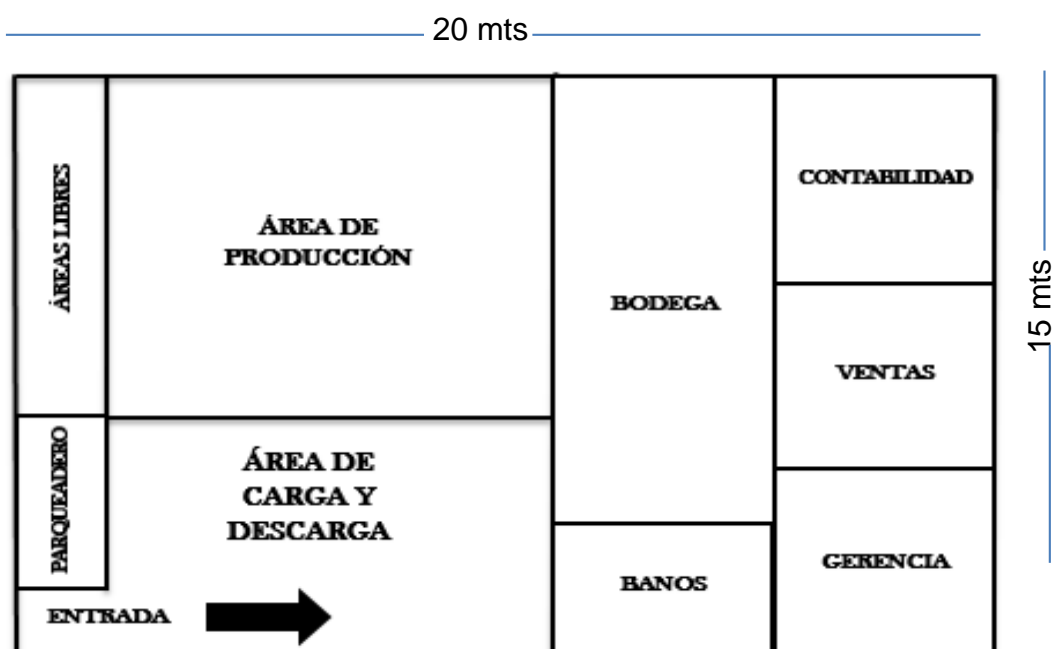 20 mts
ÁREAS LIBRES
ÁREA DE
PRODUCCIÓN
BODEGA
CONTABILIDAD
15 mts
VENTAS
PARQUEADERO
ÁREA DE
CARGA Y
DESCARGA
BANOS
GERENCIA
ENTRADA